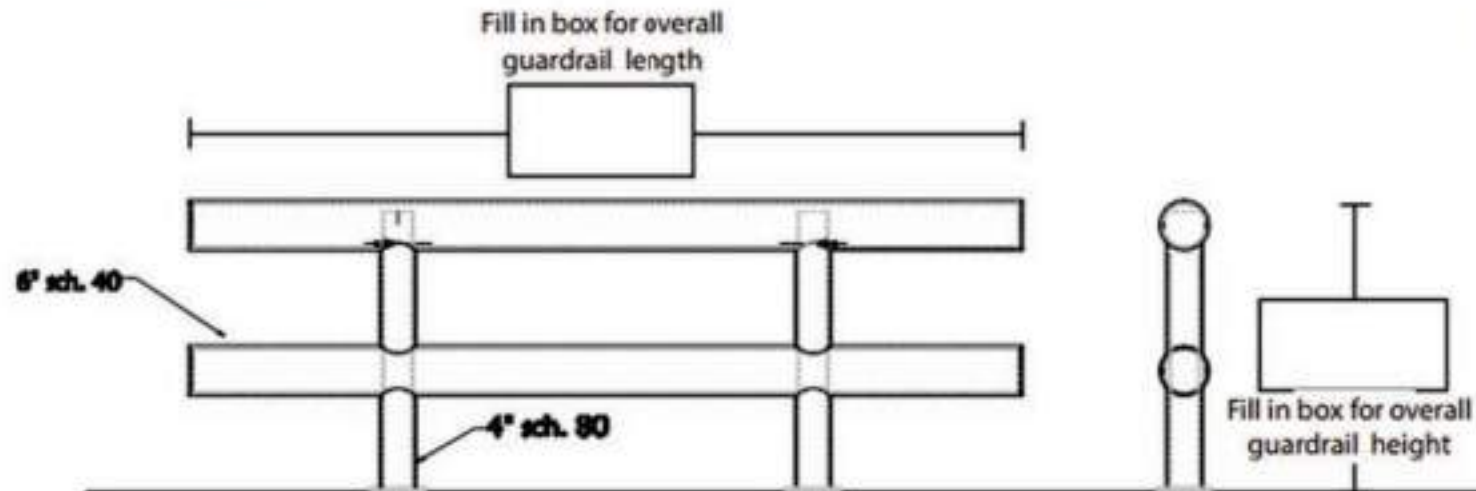 Fill in box for overall
guardrail length
6" sch. 40
4" sch. 80
Fill in box for overall
guardrail height